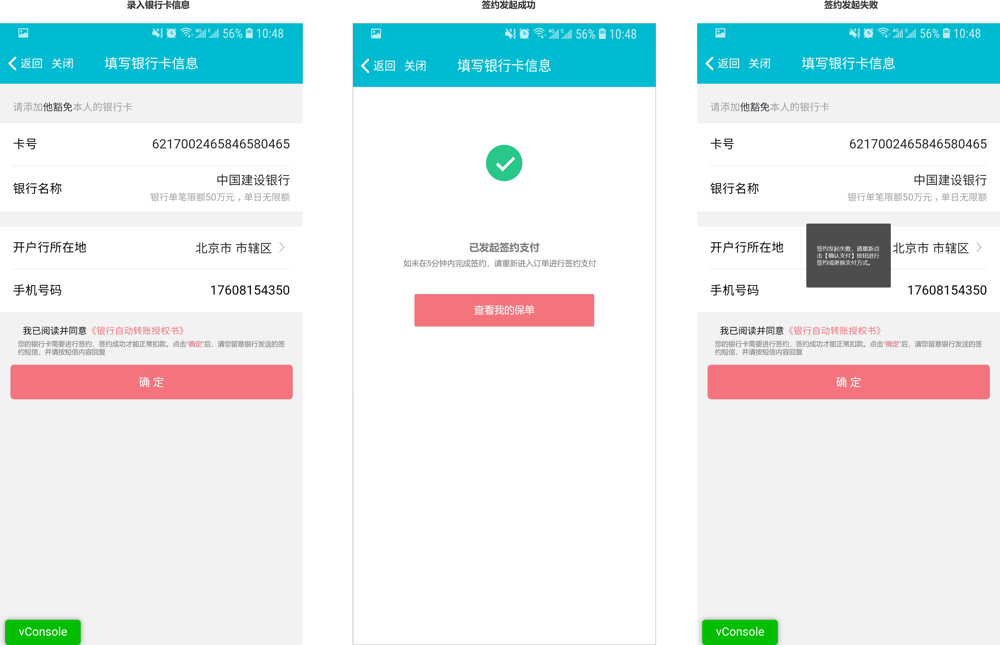 录入银行卡信息
4G E 56% 10:48
返回 关闭 填写银行卡信息
请添加他豁免本人的银行卡
卡号 6217002465846580465
银行名称 中国建设银行
银行单笔限额50万元，单日无限额
开户行所在地 北京市 市辖区
手机号码 17608154350
我已阅读并同意《银行自动转账授权书》
您的银行卡需要进行签约，签约成功才能正常扣款。点击“确定”后，请您留意银行发送的签
约短信，并请按短信内容回复
确 定
vConsole
签约发起成功
4G E 56% 10:48
返回 关闭 填写银行卡信息
已发起签约支付
如未在5分钟内完成签约，请重新进入订单进行签约支付
查看我的保单
签约发起失败
4G E 56% 10:48
返回 关闭 填写银行卡信息
请添加他豁免本人的银行卡
卡号 6217002465846580465
银行名称 中国建设银行
银行单笔限额50万元，单日无限额
开户行所在地 北京市 市辖区
签约发起失败，请重新点
击【确认支付】按钮进行
签约或更换支付方式。
手机号码 17608154350
我已阅读并同意《银行自动转账授权书》
您的银行卡需要进行签约，签约成功才能正常扣款。点击“确定”后，请您留意银行发送的签
约短信，并请按短信内容回复
确 定
vConsole